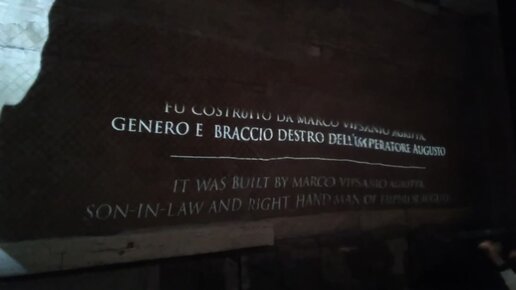 FU COSTRUITO DA MARCO VIPSANIO AGRIPPA,
GENERO E BRACCIO DESTRO DELL'IMPERATORE AUGUSTO
IT WAS BUILT BY MARCO VIPSANIO AGRIPPA,
SON-IN-LAW AND RIGHT HAND MAN OF EMPEROR AUGUSTO